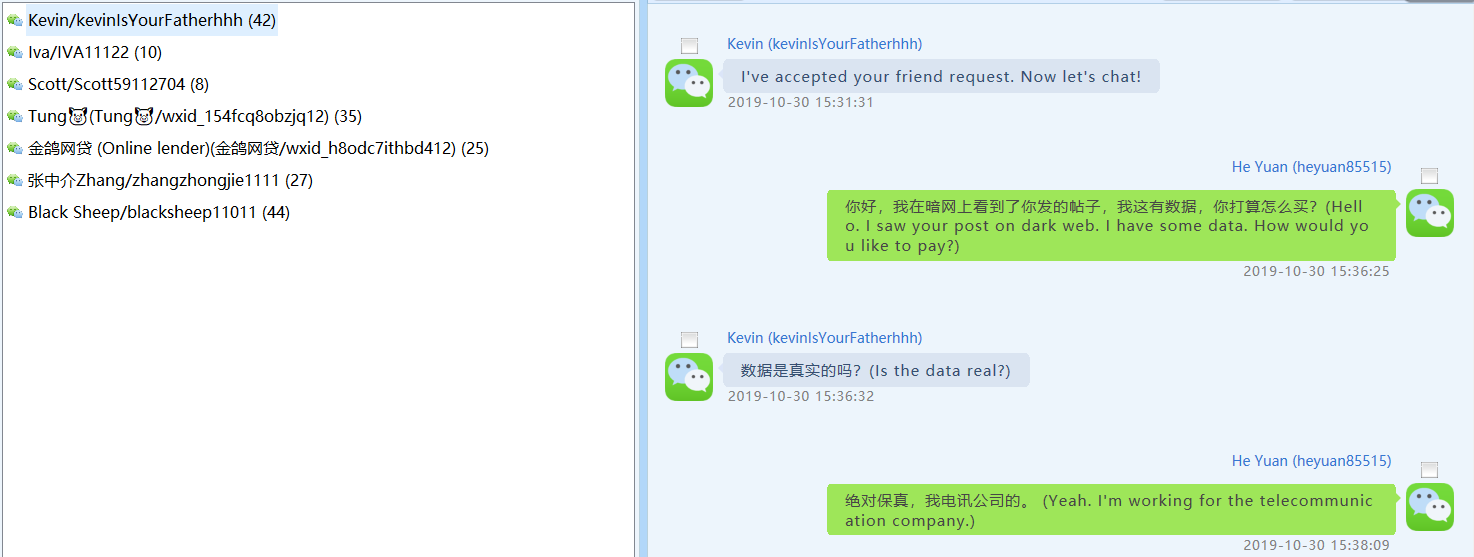 Kevin/kevinIsYourFatherhhh (42)
Iva/IVA11122 (10)
Scott/Scott59112704 (8)
Tung🐷(Tung🐷/wxid_154fcq8obzjq12) (35)
金鸽网贷 (Online lender)(金鸽网贷/wxid_h8odc7ithbd412) (25)
张中介Zhang/zhangzhongjie1111 (27)
Black Sheep/blacksheep11011 (44)
Kevin (kevinIsYourFatherhhh)
I've accepted your friend request. Now let's chat!
2019-10-30 15:31:31
He Yuan (heyuan85515)
你好，我在暗网上看到了你发的帖子，我这有数据，你打算怎么买？(Hell
o. I saw your post on dark web. I have some data. How would yo
u like to pay?)
2019-10-30 15:36:25
Kevin (kevinIsYourFatherhhh)
数据是真实的吗？(Is the data real?)
2019-10-30 15:36:32
He Yuan (heyuan85515)
绝对保真，我电讯公司的。 (Yeah. I'm working for the telecommunic
ation company.)
2019-10-30 15:38:09